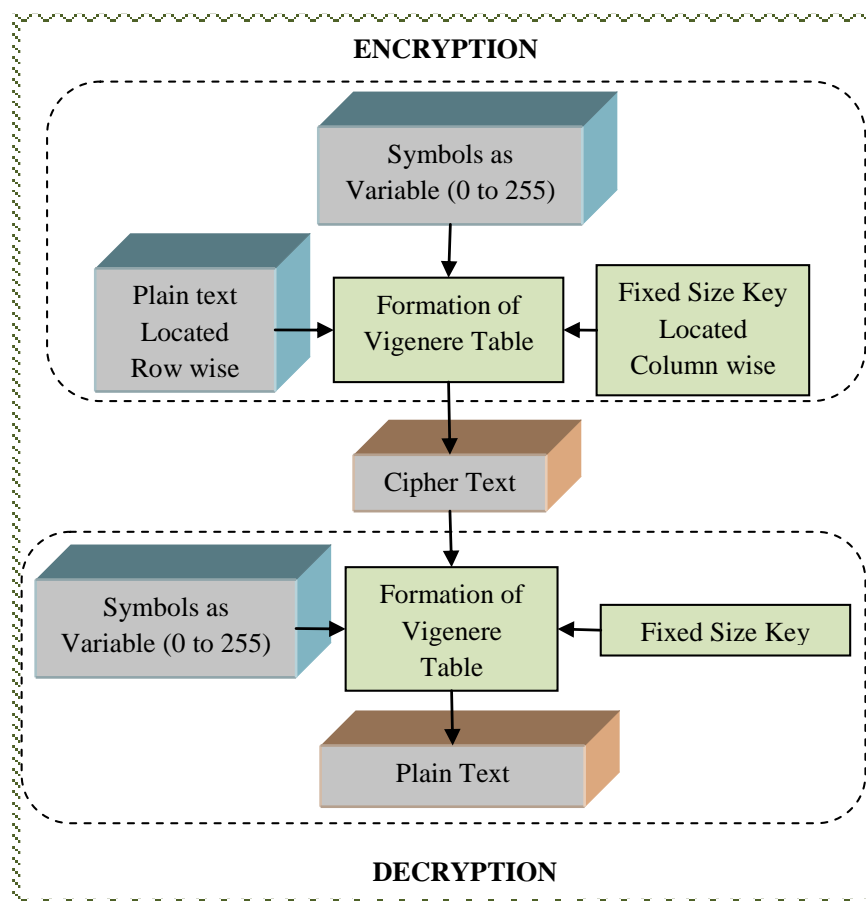 ENCRYPTION
Symbols as
Variable (0 to 255)
Plain text
Located
Row wise
Formation of
Vigenere Table
Fixed Size Key
Located
Column wise
Cipher Text
Symbols as
Variable (0 to 255)
Formation of
Vigenere
Table
Fixed Size Key
Plain Text
DECRYPTION